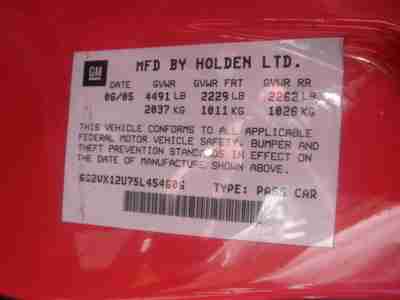 GM
MFD BY HOLDEN LTD.
DATE GVWR GVWR FRT GVWR RR
06/05 4491 LB 2229 LB 2262 LB
2037 KG 1011 KG 1026 KG
THIS VEHICLE CONFORMS TO ALL APPLICABLE
FEDERAL MOTOR VEHICLE SAFETY, BUMPER AND
THEFT PREVENTION STANDARDS IN EFFECT ON
THE DATE OF MANUFACTURE SHOWN ABOVE.
6G2VX12U75L454606 TYPE: PASS CAR